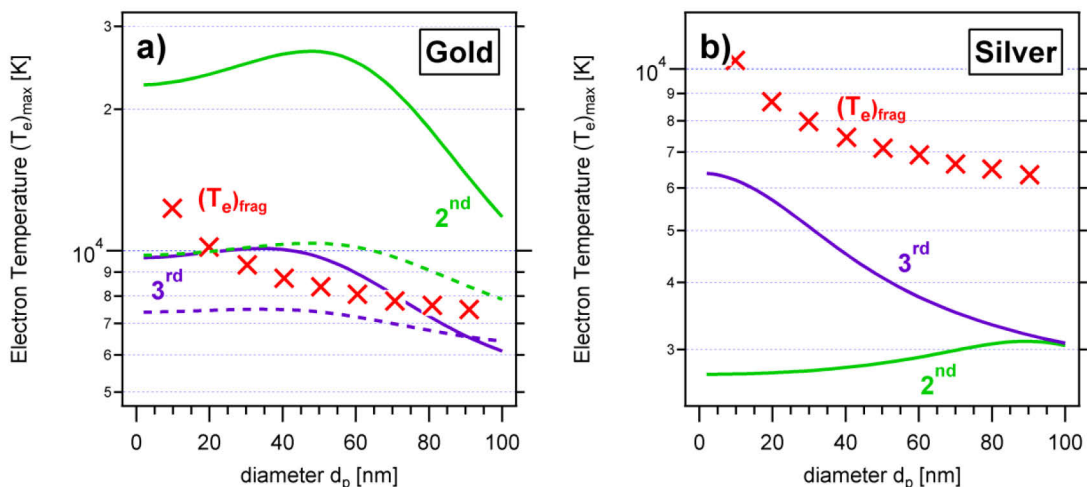 a)
Gold
Electron Temperature (Te)max [K]
3
2
10^4
9
8
7
6
5
(Te)frag
2nd
3rd
0
20
40
60
80
100
diameter dp [nm]
b)
Silver
Electron Temperature (Te)max [K]
10^4
9
8
7
6
5
4
3
(Te)frag
3rd
2nd
0
20
40
60
80
100
diameter dp [nm]